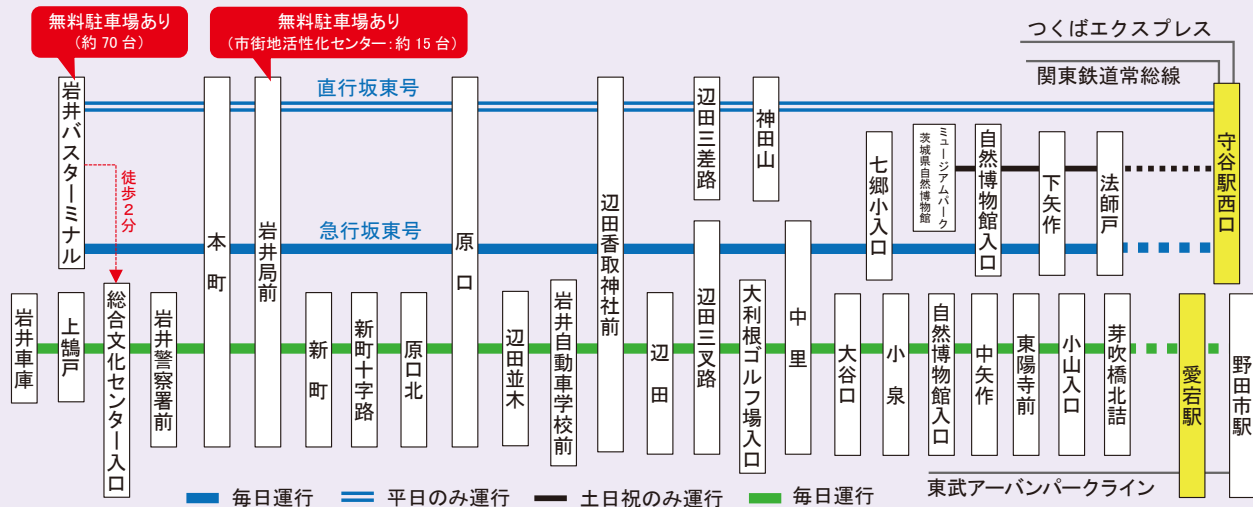 無料駐車場あり
（約70台）
無料駐車場あり
（市街地活性化センター：約15台）
つくばエクスプレス
関東鉄道常総線
直行坂東号
岩井バスターミナル
本町
岩井局前
原口
辺田香取神社前
辺田三差路
神田山
七郷小入口
ミュージアムパーク
茨城県自然博物館
自然博物館入口
下矢作
法師戸
守谷駅西口
徒歩2分
急行坂東号
岩井車庫
上鵠戸
総合文化センター入口
岩井警察署前
新町
新町十字路
原口北
辺田並木
岩井自動車学校前
辺田
辺田三叉路
大利根ゴルフ場入口
中里
大谷口
小泉
自然博物館入口
中矢作
東陽寺前
小山入口
芽吹橋北詰
愛宕駅
野田市駅
東武アーバンパークライン
毎日運行
平日のみ運行
土日祝のみ運行
毎日運行